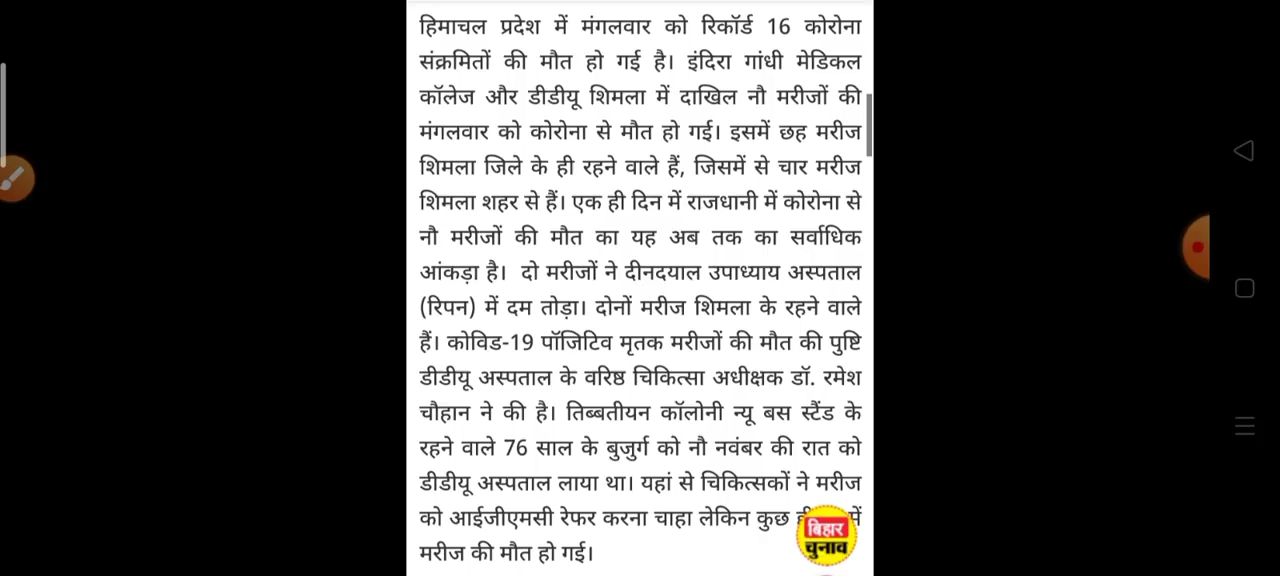 हिमाचल प्रदेश में मंगलवार को रिकॉर्ड 16 कोरोना
संक्रमितों की मौत हो गई है। इंदिरा गांधी मेडिकल
कॉलेज और डीडीयू शिमला में दाखिल नौ मरीजों की
मंगलवार को कोरोना से मौत हो गई। इसमें छह मरीज
शिमला जिले के ही रहने वाले हैं, जिसमें से चार मरीज
शिमला शहर से हैं। एक ही दिन में राजधानी में कोरोना से
नौ मरीजों की मौत का यह अब तक का सर्वाधिक
आंकड़ा है। दो मरीजों ने दीनदयाल उपाध्याय अस्पताल
(रिपन) में दम तोड़ा। दोनों मरीज शिमला के रहने वाले
हैं। कोविड-19 पॉजिटिव मृतक मरीजों की मौत की पुष्टि
डीडीयू अस्पताल के वरिष्ठ चिकित्सा अधीक्षक डॉ. रमेश
चौहान ने की है। तिब्बतीयन कॉलोनी न्यू बस स्टैंड के
रहने वाले 76 साल के बुजुर्ग को नौ नवंबर की रात को
डीडीयू अस्पताल लाया था। यहां से चिकित्सकों ने मरीज
को आईजीएमसी रेफर करना चाहा लेकिन कुछ में
मरीज की मौत हो गई।
बिहार
चुनाव